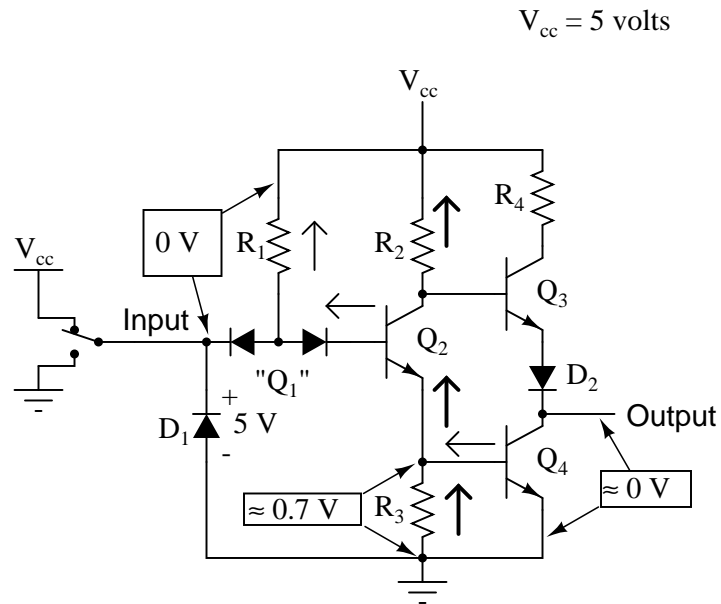 V_cc = 5 volts
V_cc
R_4
0 V
R_1
R_2
V_cc
Q_3
Input
Q_2
"Q_1"
D_2
+
D_1
5 V
-
Output
Q_4
≈ 0.7 V
R_3
≈ 0 V